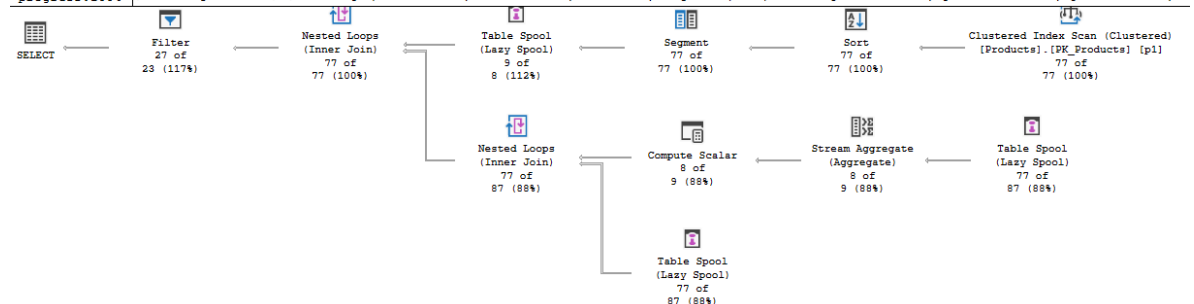 SELECT
Filter
27 of
23 (117%)
Nested Loops
(Inner Join)
77 of
77 (100%)
Table Spool
(Lazy Spool)
9 of
8 (112%)
Segment
77 of
77 (100%)
Sort
77 of
77 (100%)
Clustered Index Scan (Clustered)
[Products].[PK_Products] [p1]
77 of
77 (100%)
Nested Loops
(Inner Join)
77 of
87 (88%)
Compute Scalar
8 of
9 (88%)
Stream Aggregate
(Aggregate)
8 of
9 (88%)
Table Spool
(Lazy Spool)
77 of
87 (88%)
Table Spool
(Lazy Spool)
77 of
87 (88%)